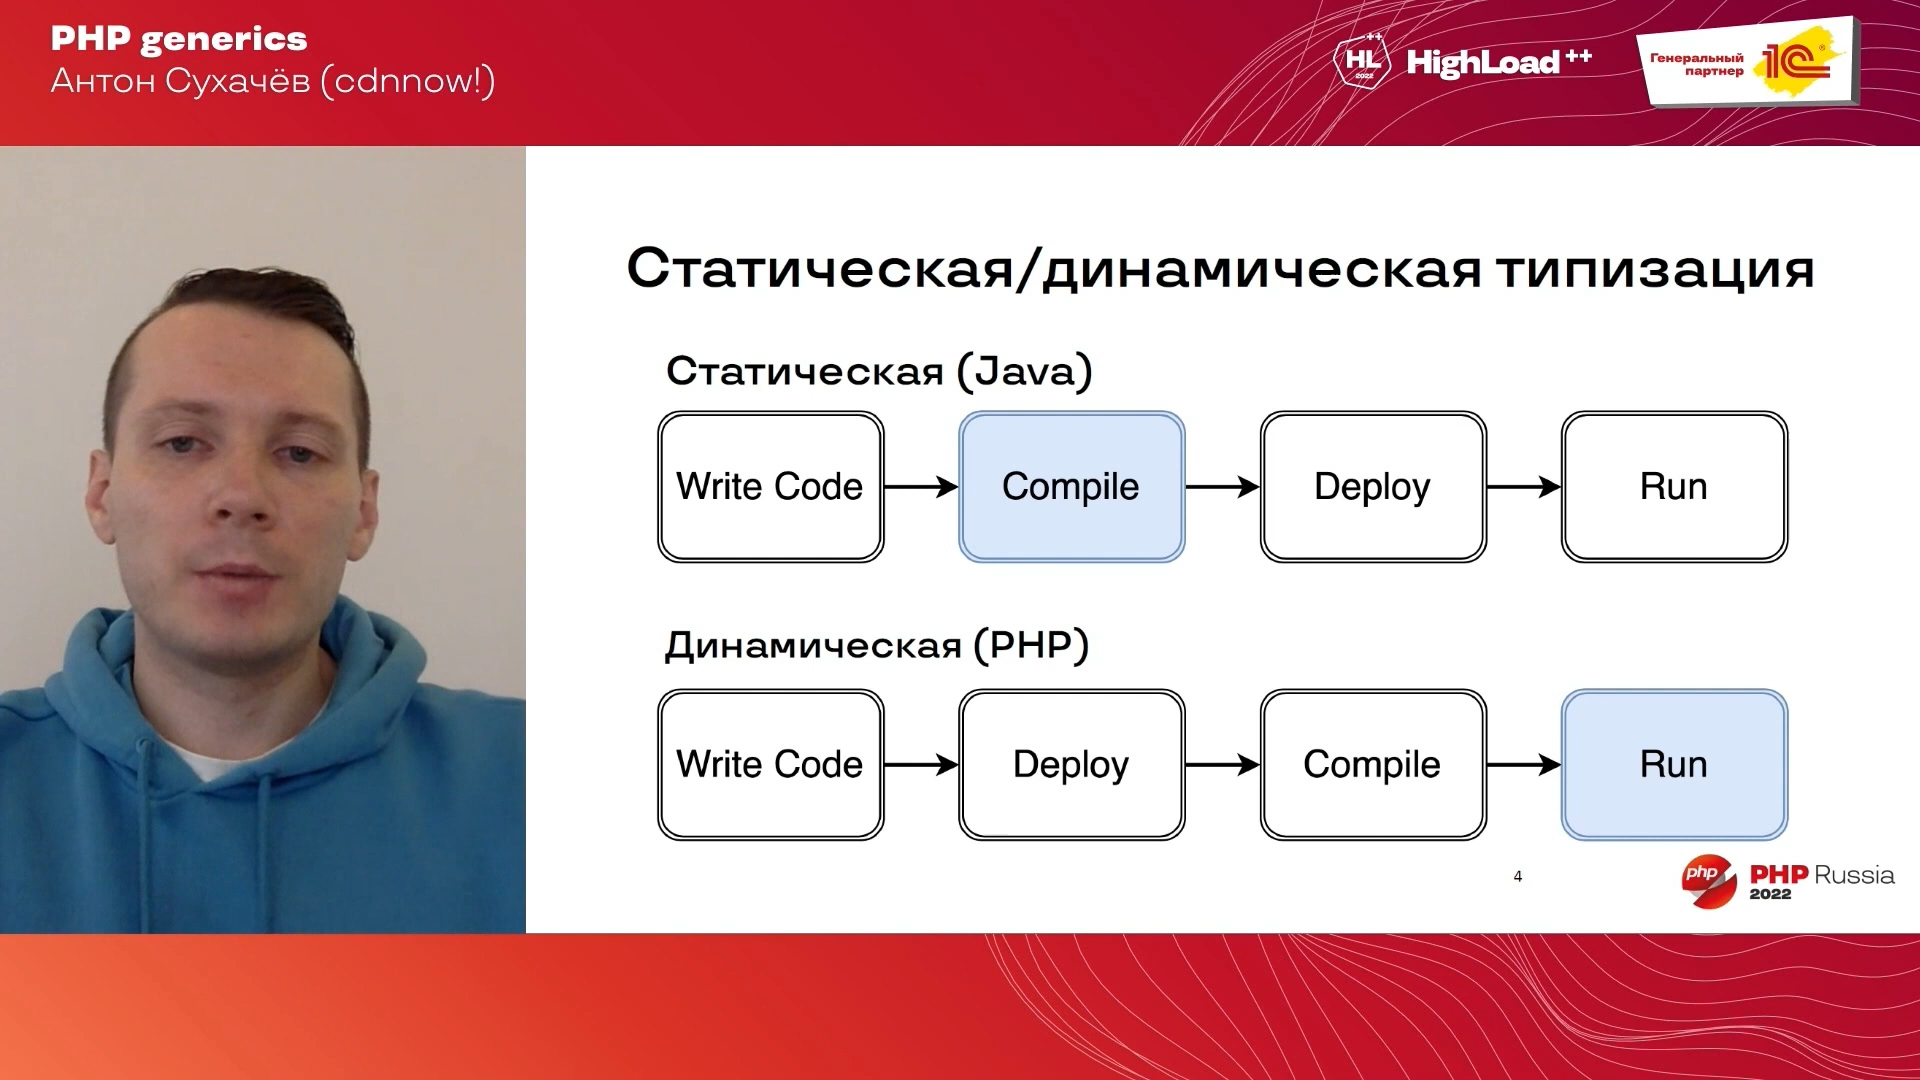 PHP generics
Антон Сухачёв (cdnnow!)
HL++
2022
HighLoad++
Генеральный
партнер
1С
Статическая/динамическая типизация
Статическая (Java)
Write Code
Compile
Deploy
Run
Динамическая (PHP)
Write Code
Deploy
Compile
Run
4
php
PHP Russia
2022